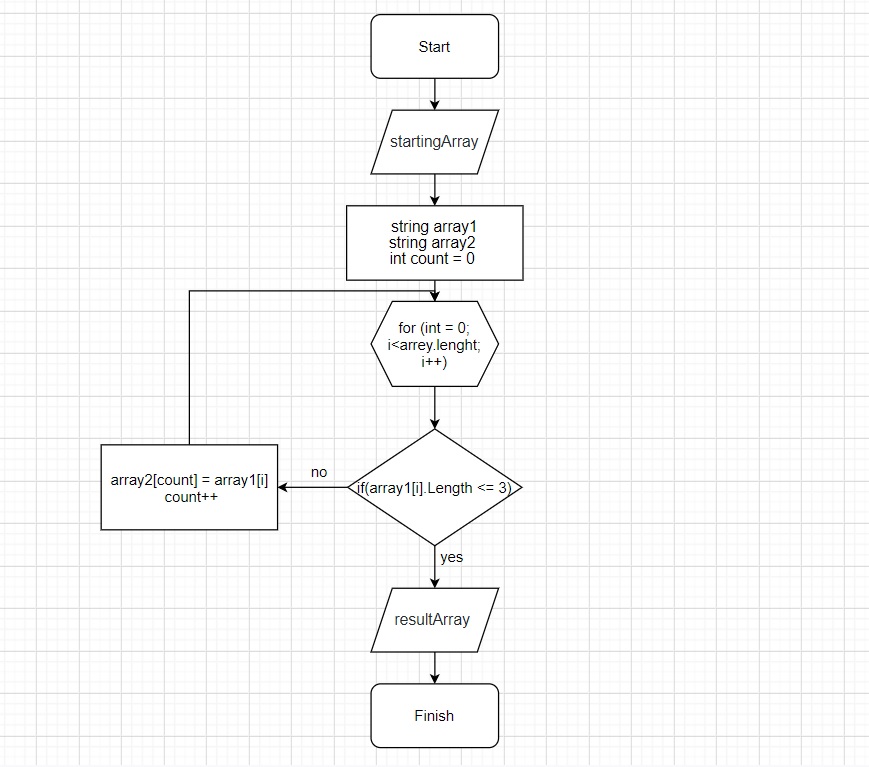 Start
startingArray
string array1
string array2
int count = 0
for (int = 0;
i<arrey.lenght;
i++)
array2[count] = array1[i]
count++
no
if(array1[i].Length <= 3)
yes
resultArray
Finish